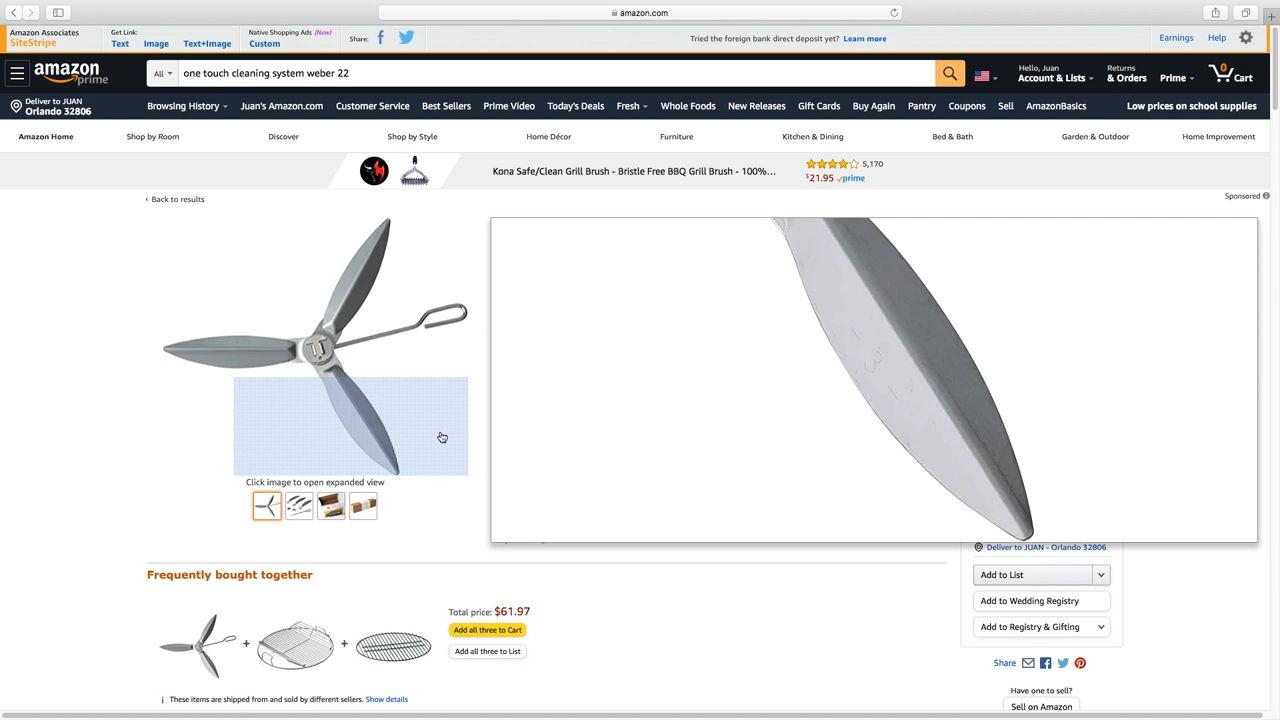 amazon.com
Amazon Associates
SiteStripe
Get Link:
Text Image Text+Image
Native Shopping Ads (New)
Custom
Share:
Tried the foreign bank direct deposit yet? Learn more
Earnings Help
amazon
prime
All
one touch cleaning system weber 22
Hello, Juan
Account & Lists
Returns
& Orders
Prime
0
Cart
Deliver to JUAN
Orlando 32806
Browsing History Juan's Amazon.com Customer Service Best Sellers Prime Video Today's Deals Fresh Whole Foods New Releases Gift Cards Buy Again Pantry Coupons Sell AmazonBasics Low prices on school supplies
Amazon Home Shop by Room Discover Shop by Style Home Décor Furniture Kitchen & Dining Bed & Bath Garden & Outdoor Home Improvement
Kona Safe/Clean Grill Brush - Bristle Free BBQ Grill Brush - 100%...
5,170
$21.95 prime
‹ Back to results
Sponsored
Click image to open expanded view
Deliver to JUAN - Orlando 32806
Add to List
Add to Wedding Registry
Add to Registry & Gifting
Share
Have one to sell?
Sell on Amazon
Frequently bought together
+ +
Total price: $61.97
Add all three to Cart
Add all three to List
i These items are shipped from and sold by different sellers. Show details